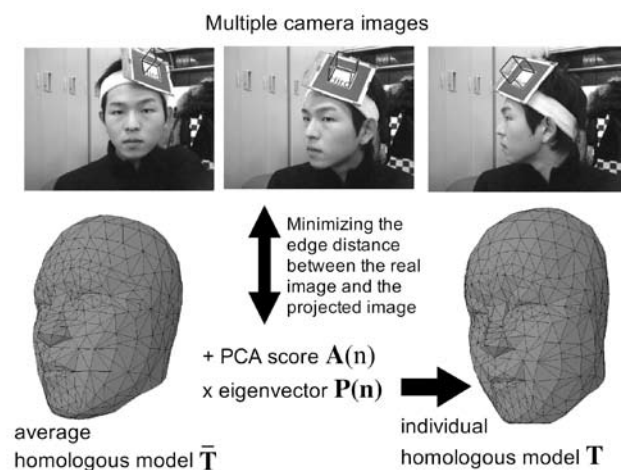 Multiple camera images
Minimizing the
edge distance
between the real
image and the
projected image
+ PCA score A(n)
x eigenvector P(n)
average
homologous model T̄
individual
homologous model T